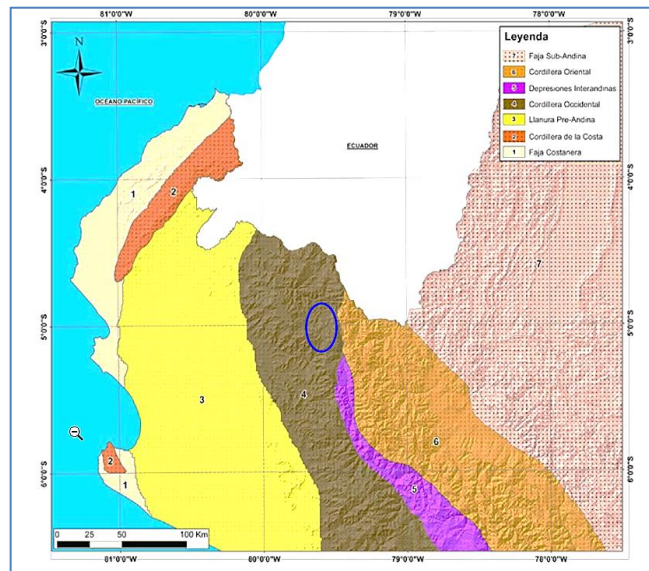 81°0'0"W
80°0'0"W
79°0'0"W
78°0'0"W
3°0'0"S
3°0'0"S
N
OCÉANO PACÍFICO
ECUADOR
Leyenda
7 Faja Sub-Andina
6 Cordillera Oriental
5 Depresiones Interandinas
4 Cordillera Occidental
3 Llanura Pre-Andina
2 Cordillera de la Costa
1 Faja Costanera
4°0'0"S
4°0'0"S
1
2
7
5°0'0"S
5°0'0"S
3
4
6
2
1
5
6°0'0"S
6°0'0"S
0 25 50 100 Km
81°0'0"W
80°0'0"W
79°0'0"W
78°0'0"W